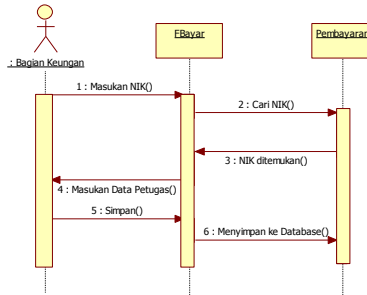 FBayar
Pembayaran
: Bagian Keungan
1 : Masukan NIK()
2 : Cari NIK()
3 : NIK ditemukan()
4 : Masukan Data Petugas()
5 : Simpan()
6 : Menyimpan ke Database()